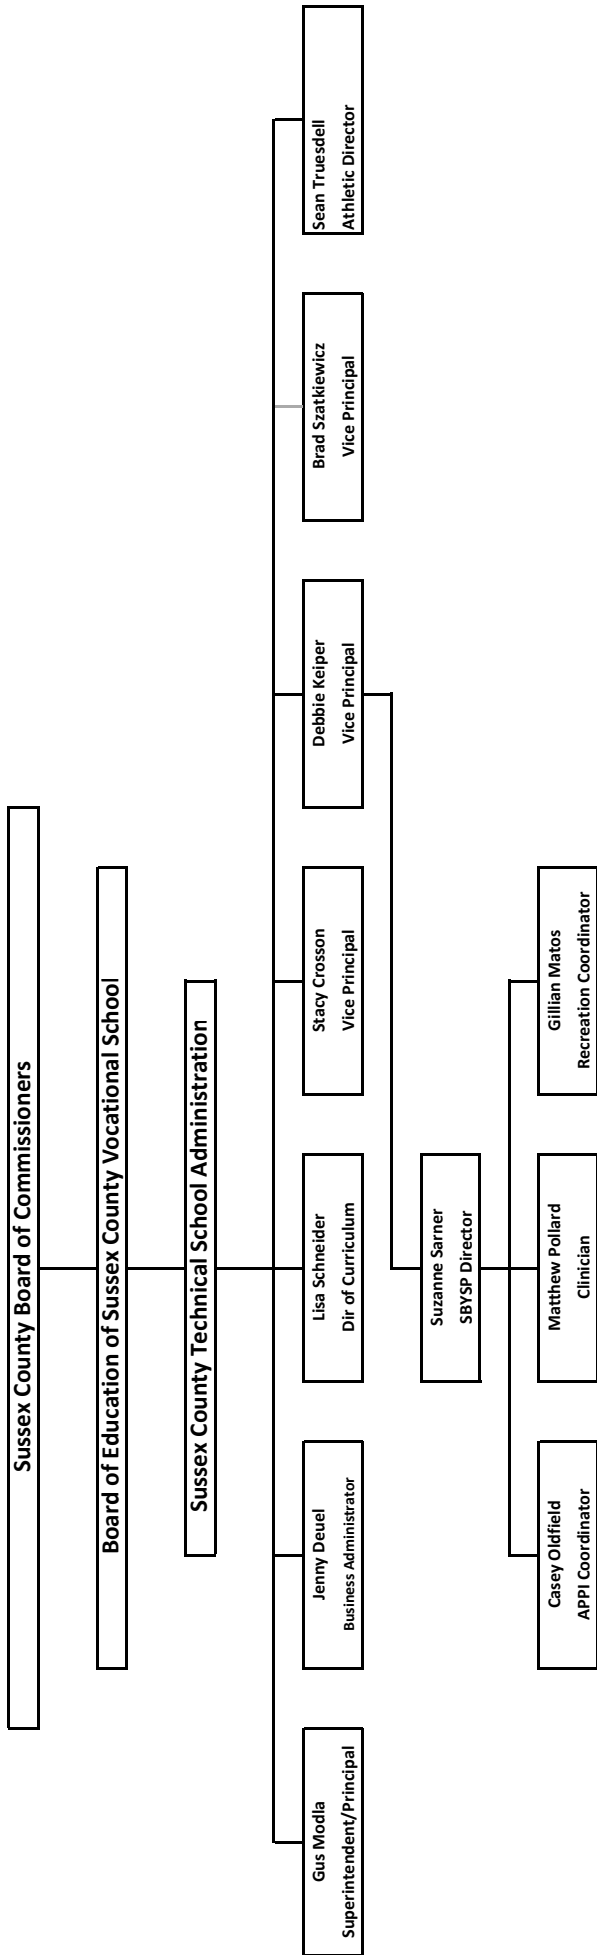 Sussex County Board of Commissioners
Board of Education of Sussex County Vocational School
Sussex County Technical School Administration
Gus Modla
Superintendent/Principal
Jenny Deuel
Business Administrator
Lisa Schneider
Dir of Curriculum
Stacy Crosson
Vice Principal
Debbie Keiper
Vice Principal
Brad Szatkiewicz
Vice Principal
Sean Truesdell
Athletic Director
Suzanne Sarner
SBYSP Director
Casey Oldfield
APPI Coordinator
Matthew Pollard
Clinician
Gillian Matos
Recreation Coordinator